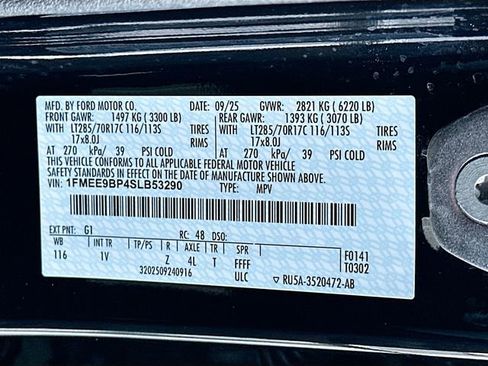 MFD. BY FORD MOTOR CO. 09/25 GVWR: 2821 KG (6220 LB)
FRONT GAWR: 1497 KG (3300 LB) REAR GAWR: 1393 KG (3070 LB)
WITH LT285/70R17C 116/113S TIRES WITH LT285/70R17C 116/113S TIRES
17x8.0J RIMS 17x8.0J RIMS
AT 270 kPa/ 39 PSI COLD AT 270 kPa/ 39 PSI COLD
THIS VEHICLE CONFORMS TO ALL APPLICABLE FEDERAL MOTOR VEHICLE
SAFETY STANDARDS IN EFFECT ON THE DATE OF MANUFACTURE SHOWN ABOVE.
VIN: 1FMEE9BP4SLB53290 TYPE: MPV
EXT PNT: G1 RC: 48 DSO:
WB INT TR TP/PS R AXLE TR SPR F0141
116 1V Z 4L T FFFF T0302
3202509240916 ULC ▽ RU5A-3520472-AB